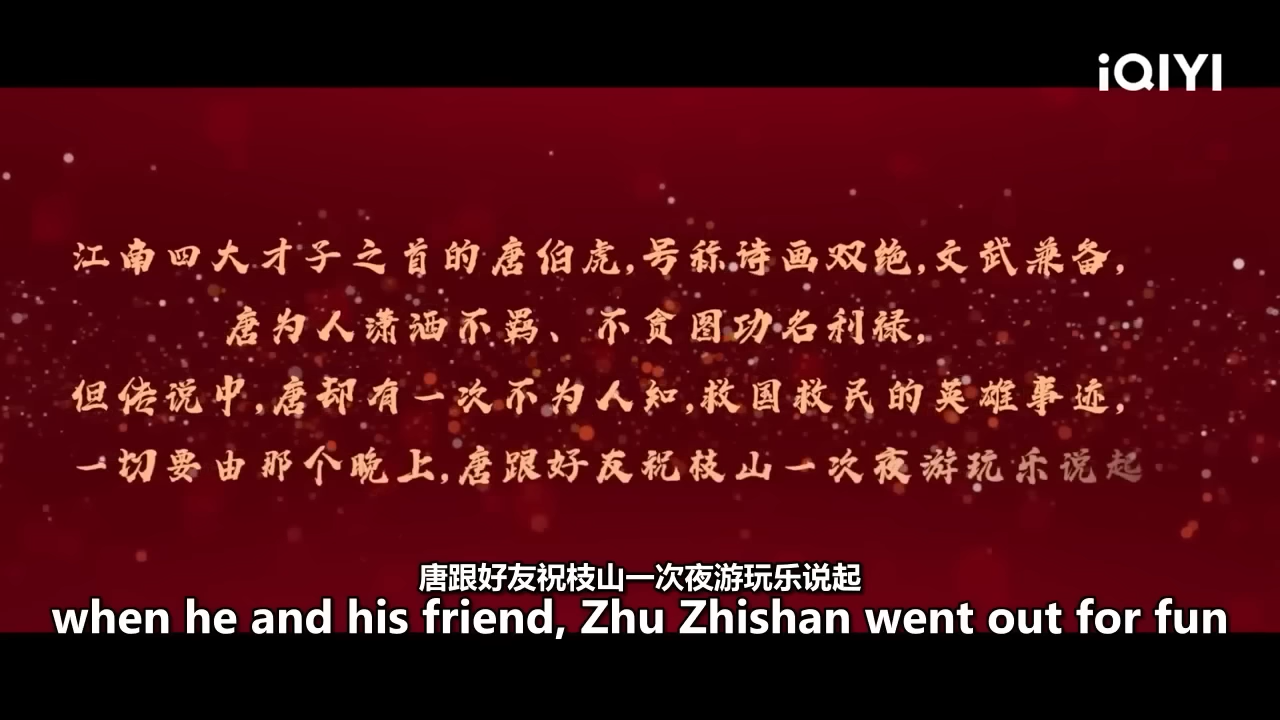 iQIYI
江南四大才子之首的唐伯虎,号称诗画双绝,文武兼备,
唐为人潇洒不羁、不贪图功名利禄,
但传说中,唐却有一次不为人知,救国救民的英雄事迹,
一切要由那个晚上,唐跟好友祝枝山一次夜游玩乐说起
唐跟好友祝枝山一次夜游玩乐说起
when he and his friend, Zhu Zhishan went out for fun